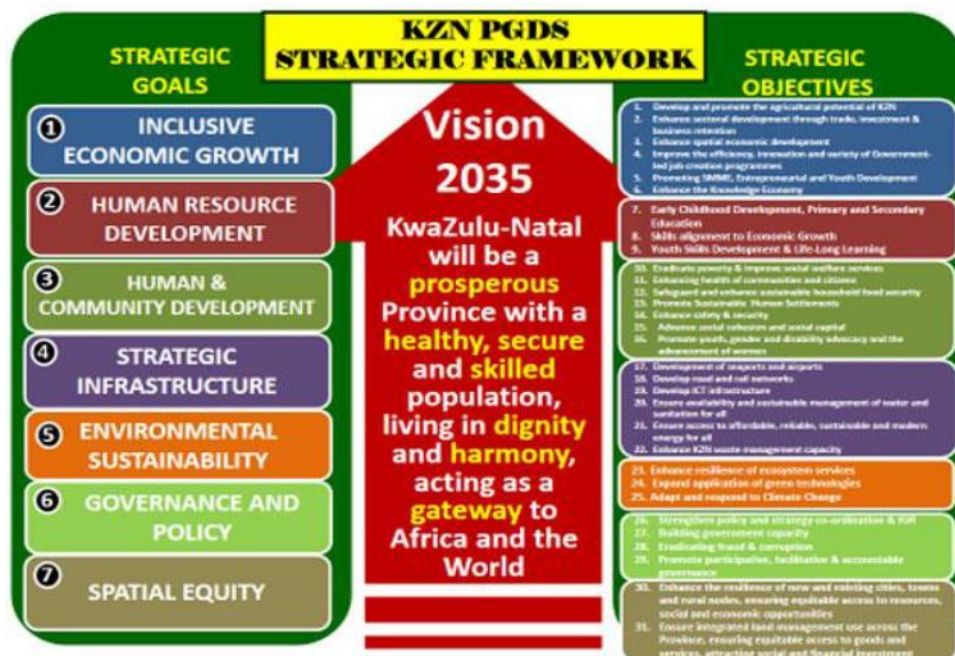 KZN PGDS
STRATEGIC FRAMEWORK
STRATEGIC
GOALS
1 INCLUSIVE
ECONOMIC GROWTH
2 HUMAN RESOURCE
DEVELOPMENT
3 HUMAN &
COMMUNITY DEVELOPMENT
4 STRATEGIC
INFRASTRUCTURE
5 ENVIRONMENTAL
SUSTAINABILITY
6 GOVERNANCE AND
POLICY
7 SPATIAL EQUITY
Vision
2035
KwaZulu-Natal
will be a
prosperous
Province with a
healthy, secure
and skilled
population,
living in dignity
and harmony,
acting as a
gateway to
Africa and the
World
STRATEGIC
OBJECTIVES
1. Develop and promote the agricultural potential of KZN
2. Enhance sectoral development through trade, investment &
business retention
3. Enhance spatial economic development
4. Improve the efficiency, innovation and variety of Government-
led job creation programmes
5. Promoting SMME, Entrepreneurial and Youth Development
6. Enhance the Knowledge Economy
7. Early Childhood Development, Primary and Secondary
Education
8. Skills alignment to Economic Growth
9. Youth Skills Development & Life-Long Learning
10. Eradicate poverty & improve social welfare services
11. Enhancing health of communities and citizens
12. Safeguard and enhance sustainable household food security
13. Promote Sustainable Human Settlements
14. Enhance safety & security
15. Advance social cohesion and social capital
16. Promote youth, gender and disability advocacy and the
advancement of women
17. Development of seaports and airports
18. Develop road and rail networks
19. Develop ICT infrastructure
20. Ensure availability and sustainable management of water and
sanitation for all
21. Ensure access to affordable, reliable, sustainable and modern
energy for all
22. Enhance KZN waste management capacity
23. Enhance resilience of ecosystem services
24. Expand application of green technologies
25. Adapt and respond to Climate Change
26. Strengthen policy and strategy co-ordination & IGR
27. Building government capacity
28. Eradicating fraud & corruption
29. Promote participative, facilitative & accountable
governance
30. Enhance the resilience of new and existing cities, towns
and rural nodes, ensuring equitable access to resources,
social and economic opportunities
31. Ensure integrated land management use across the
Province, ensuring equitable access to goods and
services, attracting social and financial investment